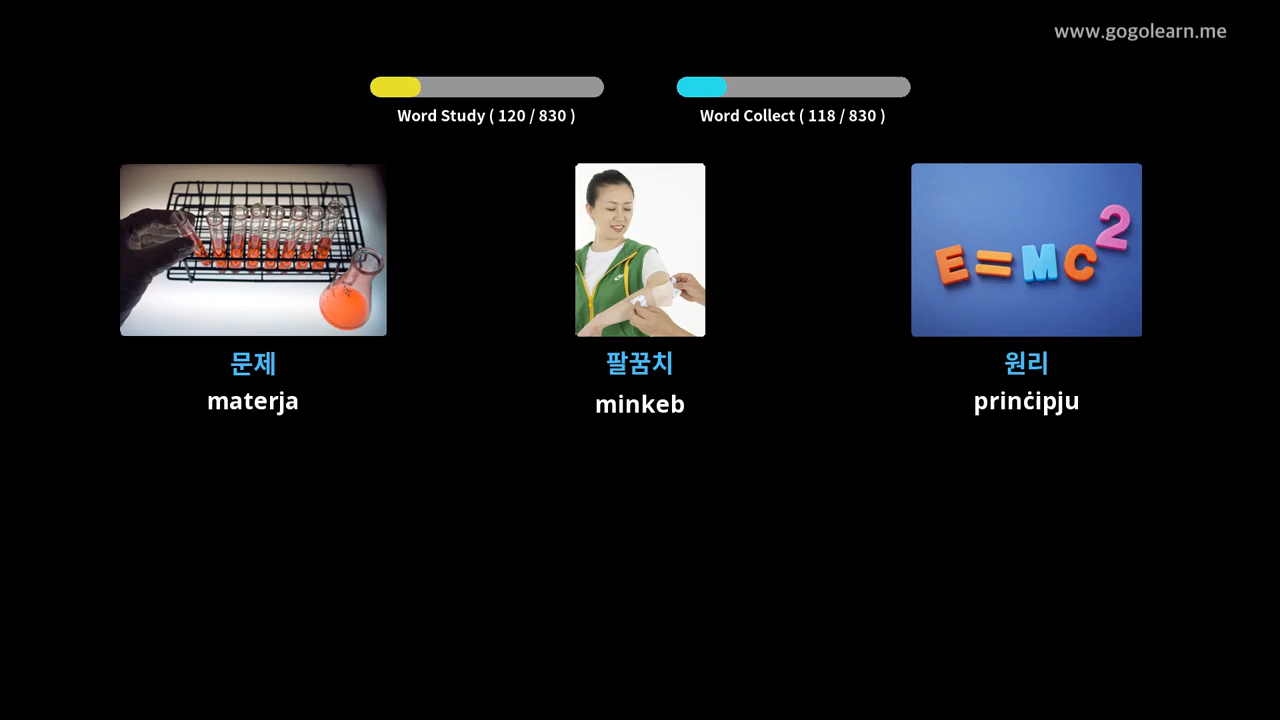 www.gogolearn.me
Word Study ( 120 / 830 )
Word Collect ( 118 / 830 )
E=MC2
문제
팔꿈치
원리
materja
minkeb
prinċipju